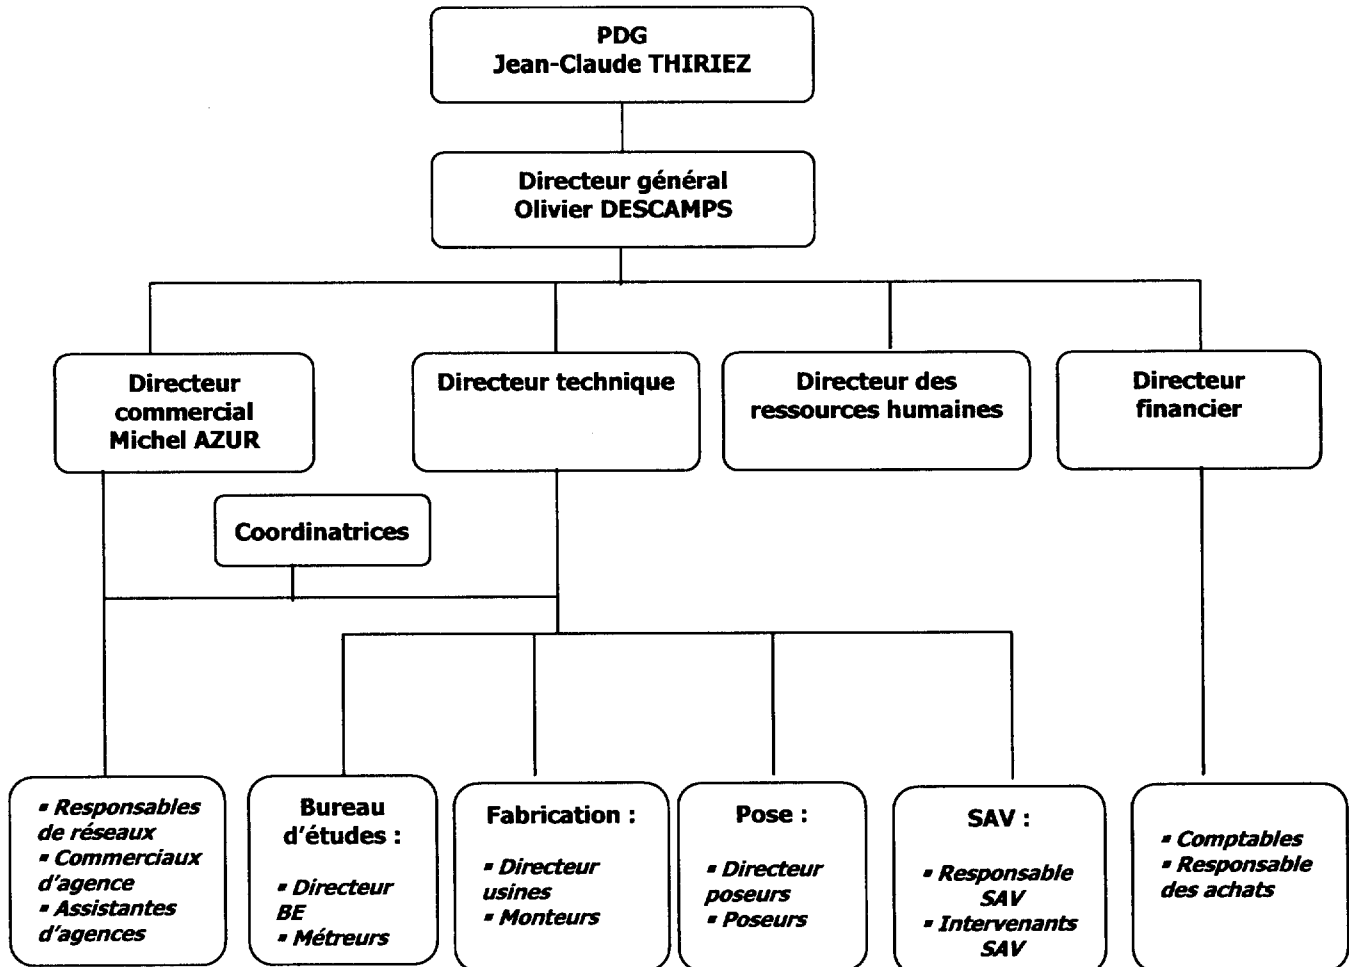 PDG
Jean-Claude THIRIEZ
Directeur général
Olivier DESCAMPS
Directeur
commercial
Michel AZUR
Directeur technique
Directeur des
ressources humaines
Directeur
financier
Coordinatrices
▪ Responsables
de réseaux
▪ Commerciaux
d'agence
▪ Assistantes
d'agences
Bureau
d'études :
▪ Directeur
BE
▪ Métreurs
Fabrication :
▪ Directeur
usines
▪ Monteurs
Pose :
▪ Directeur
poseurs
▪ Poseurs
SAV :
▪ Responsable
SAV
▪ Intervenants
SAV
▪ Comptables
▪ Responsable
des achats